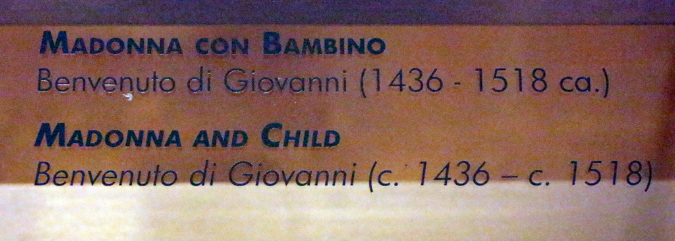 MADONNA CON BAMBINO
Benvenuto di Giovanni (1436 - 1518 ca.)
MADONNA AND CHILD
Benvenuto di Giovanni (c. 1436 – c. 1518)